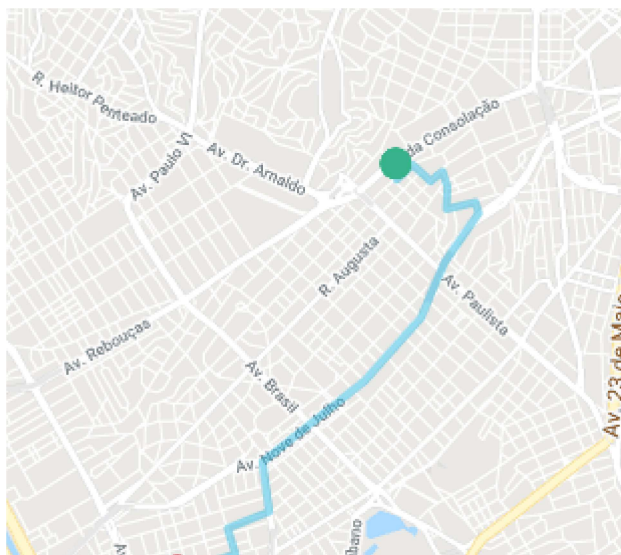 R. Heitor Penteado
Av. Paulo VI
Av. Dr. Arnaldo
da Consolação
R. Augusta
Av. Paulista
Av. Rebouças
Av. Brasil
Av. Nove de Julho
Av. 23 de Maio